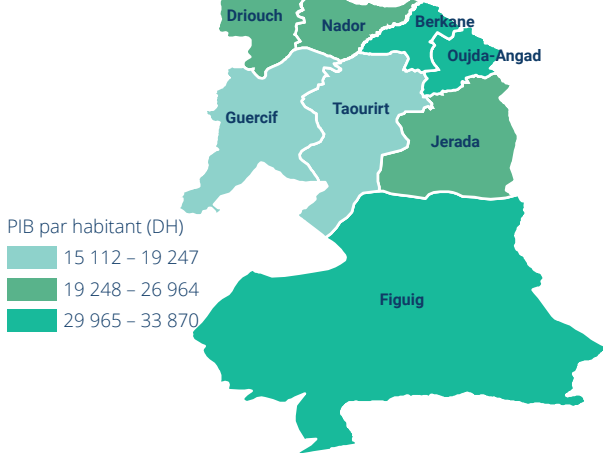 Driouch
Nador
Berkane
Oujda-Angad
Guercif
Taourirt
Jerada
PIB par habitant (DH)
15 112 – 19 247
19 248 – 26 964
29 965 – 33 870
Figuig